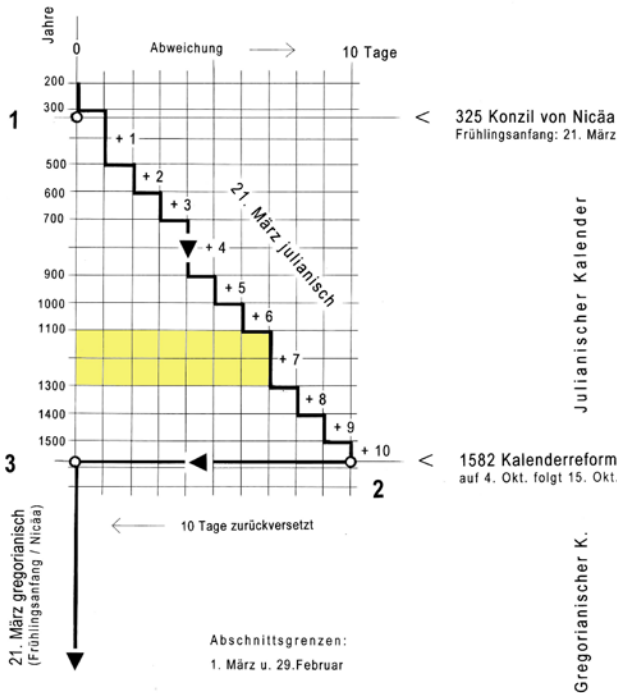 Jahre
0
Abweichung
10 Tage
200
300
1
325 Konzil von Nicäa
Frühlingsanfang: 21. März
+ 1
500
+ 2
600
+ 3
700
21. März julianisch
+ 4
900
+ 5
1000
+ 6
1100
+ 7
1300
+ 8
1400
+ 9
1500
+ 10
Julianischer Kalender
3
2
1582 Kalenderreform
auf 4. Okt. folgt 15. Okt.
10 Tage zurückversetzt
21. März gregorianisch
(Frühlingsanfang / Nicäa)
Gregorianischer K.
Abschnittsgrenzen:
1. März u. 29.Februar